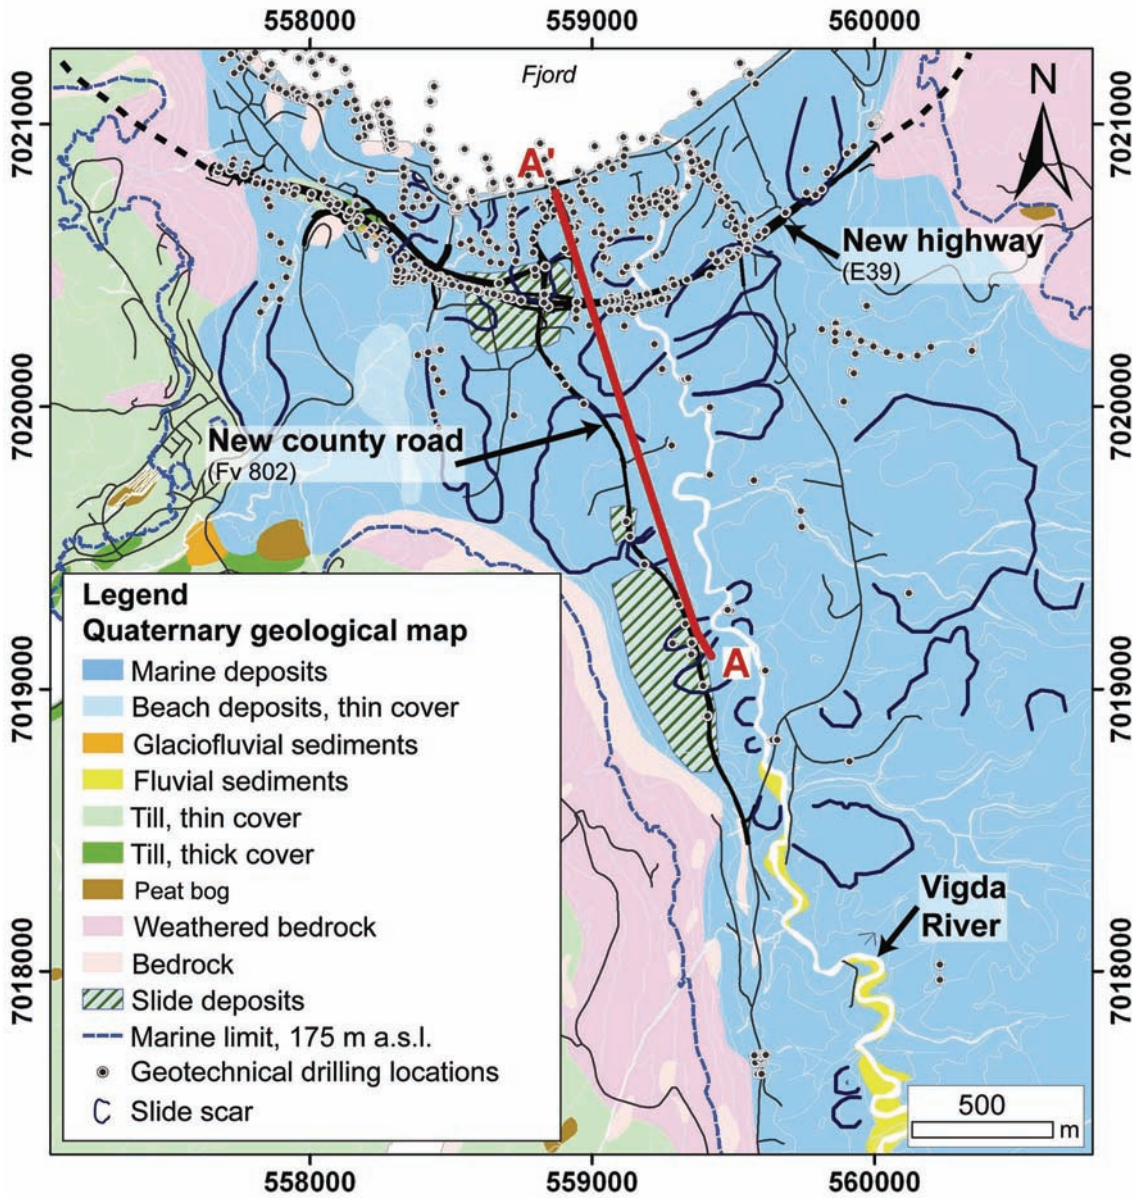 558000
559000
560000
Fjord
N
7021000
7021000
A'
New highway
(E39)
7020000
7020000
New county road
(Fv 802)
Legend
Quaternary geological map
Marine deposits
Beach deposits, thin cover
Glaciofluvial sediments
Fluvial sediments
Till, thin cover
Till, thick cover
Peat bog
Weathered bedrock
Bedrock
Slide deposits
Marine limit, 175 m a.s.l.
Geotechnical drilling locations
Slide scar
A
7019000
7019000
Vigda
River
7018000
7018000
500
m
558000
559000
560000